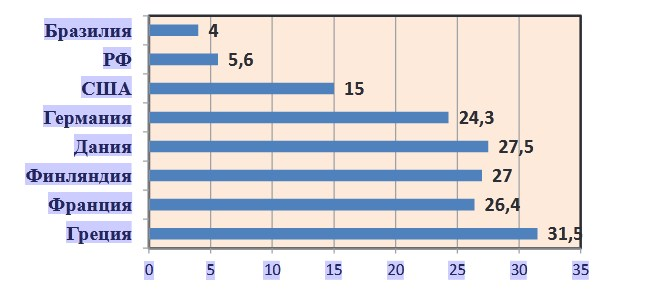 Бразилия 4
РФ 5,6
США 15
Германия 24,3
Дания 27,5
Финляндия 27
Франция 26,4
Греция 31,5
0 5 10 15 20 25 30 35